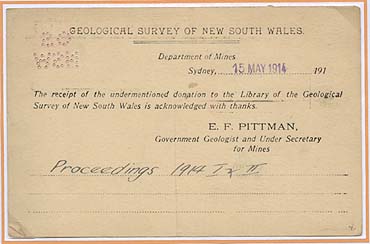 GEOLOGICAL SURVEY OF NEW SOUTH WALES.
Department of Mines
Sydney, 15 MAY 1914 191
The receipt of the undermentioned donation to the Library of the Geological
Survey of New South Wales is acknowledged with thanks.
E. F. PITTMAN,
Government Geologist and Under Secretary
for Mines
Proceedings 1914 I & II